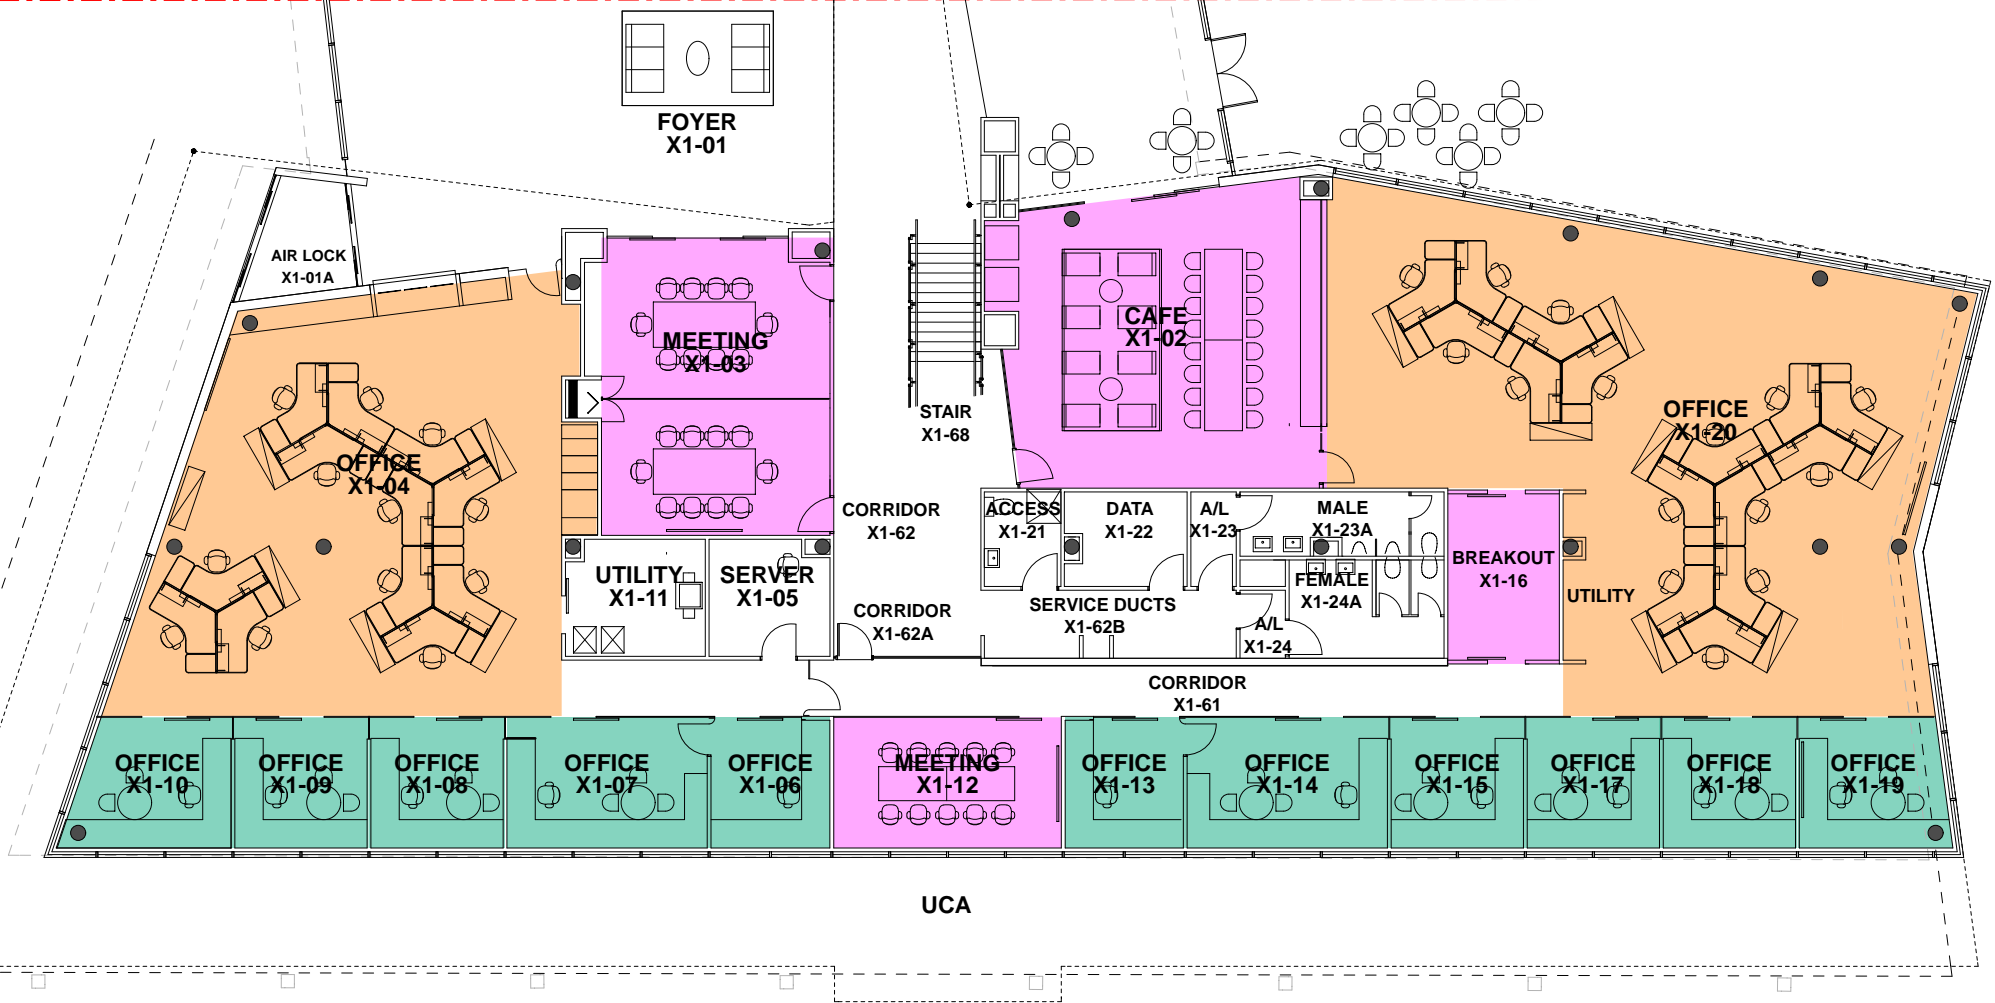 FOYER
X1-01
AIR LOCK
X1-01A
MEETING
X1-03
CAFE
X1-02
STAIR
X1-68
OFFICE
X1-20
OFFICE
X1-04
CORRIDOR
X1-62
ACCESS
X1-21
DATA
X1-22
A/L
X1-23
MALE
X1-23A
BREAKOUT
X1-16
UTILITY
X1-11
SERVER
X1-05
FEMALE
X1-24A
UTILITY
CORRIDOR
X1-62A
SERVICE DUCTS
X1-62B
A/L
X1-24
CORRIDOR
X1-61
OFFICE
X1-10
OFFICE
X1-09
OFFICE
X1-08
OFFICE
X1-07
OFFICE
X1-06
MEETING
X1-12
OFFICE
X1-13
OFFICE
X1-14
OFFICE
X1-15
OFFICE
X1-17
OFFICE
X1-18
OFFICE
X1-19
UCA